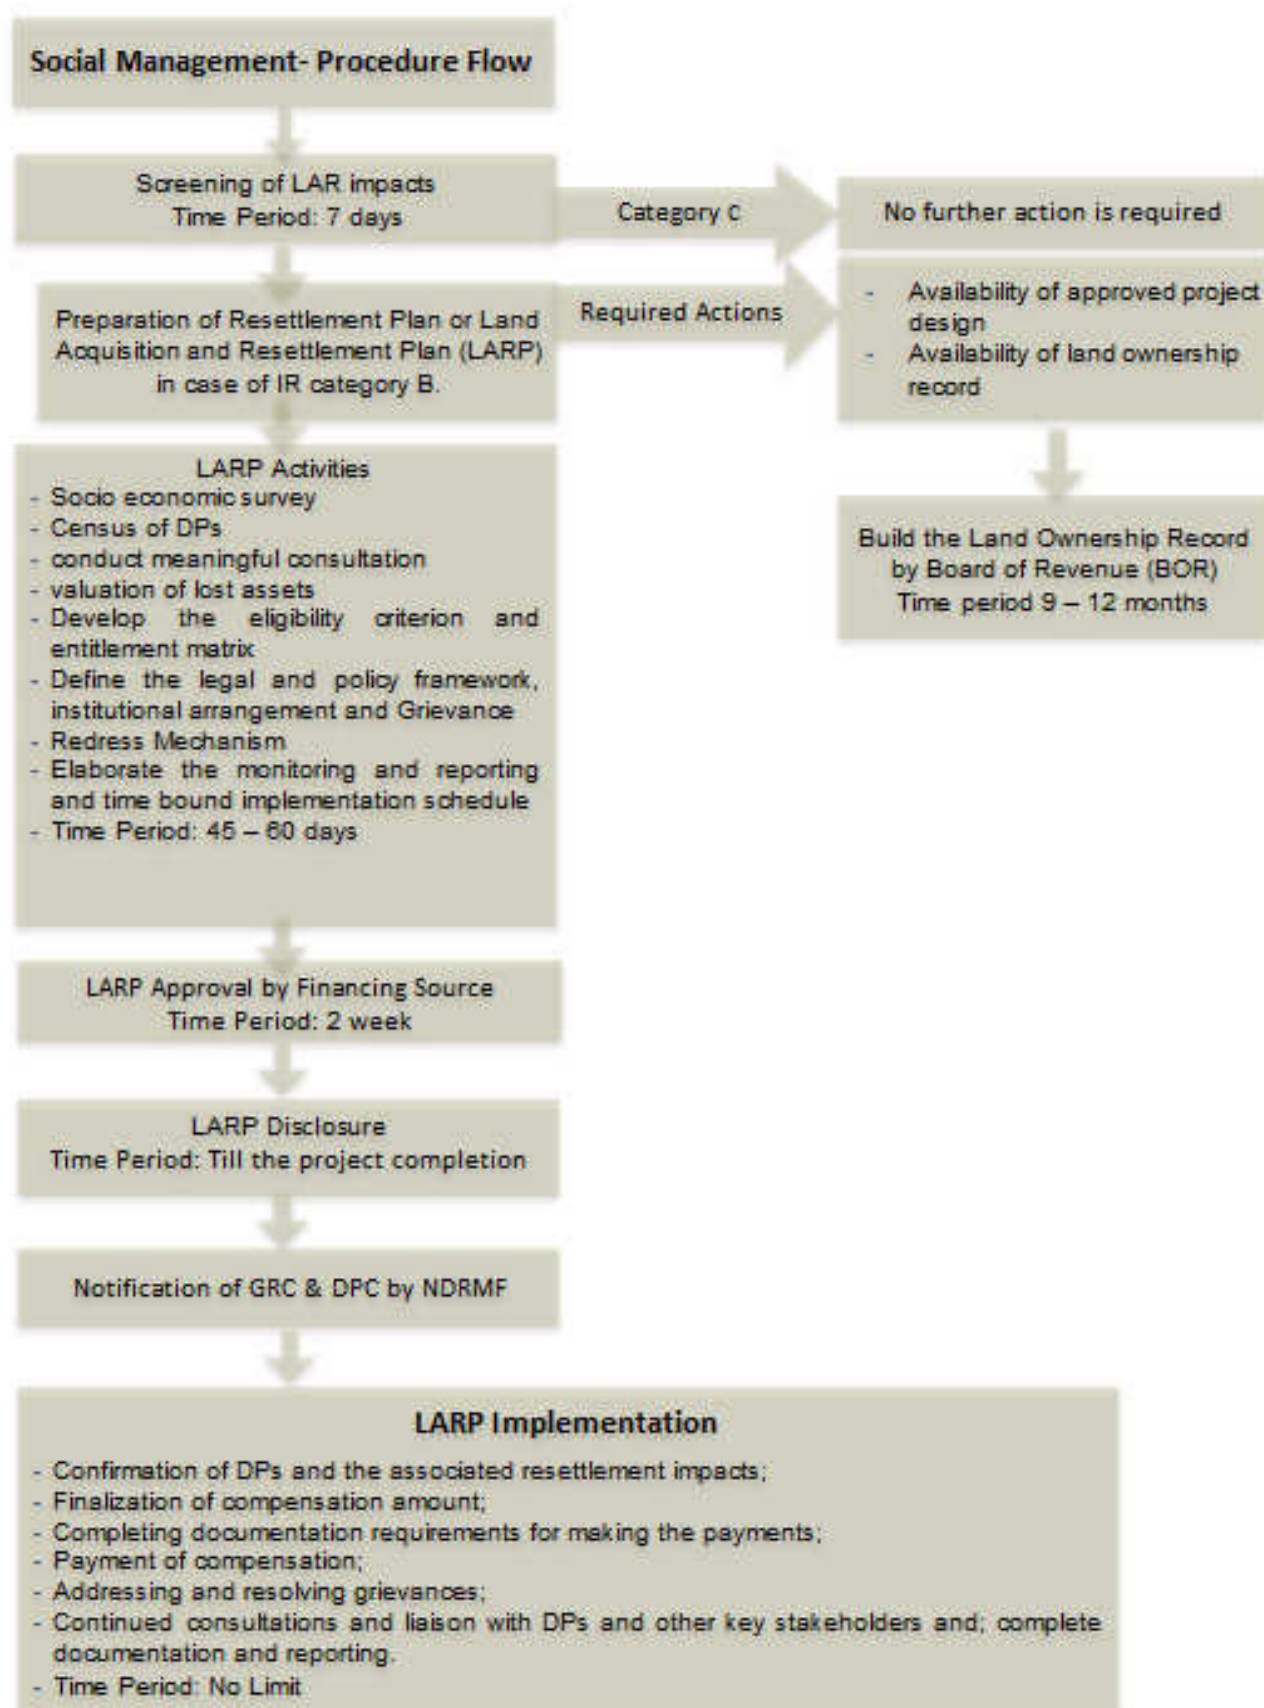 Social Management- Procedure Flow
Screening of LAR impacts
Time Period: 7 days
Category C
No further action is required
Preparation of Resettlement Plan or Land
Acquisition and Resettlement Plan (LARP)
in case of IR category B.
Required Actions
- Availability of approved project
design
- Availability of land ownership
record
Build the Land Ownership Record
by Board of Revenue (BOR)
Time period 9 – 12 months
LARP Activities
- Socio economic survey
- Census of DPs
- conduct meaningful consultation
- valuation of lost assets
- Develop the eligibility criterion and
entitlement matrix
- Define the legal and policy framework,
institutional arrangement and Grievance
- Redress Mechanism
- Elaborate the monitoring and reporting
and time bound implementation schedule
- Time Period: 45 – 60 days
LARP Approval by Financing Source
Time Period: 2 week
LARP Disclosure
Time Period: Till the project completion
Notification of GRC & DPC by NDRMF
LARP Implementation
- Confirmation of DPs and the associated resettlement impacts;
- Finalization of compensation amount;
- Completing documentation requirements for making the payments;
- Payment of compensation;
- Addressing and resolving grievances;
- Continued consultations and liaison with DPs and other key stakeholders and; complete
documentation and reporting.
- Time Period: No Limit